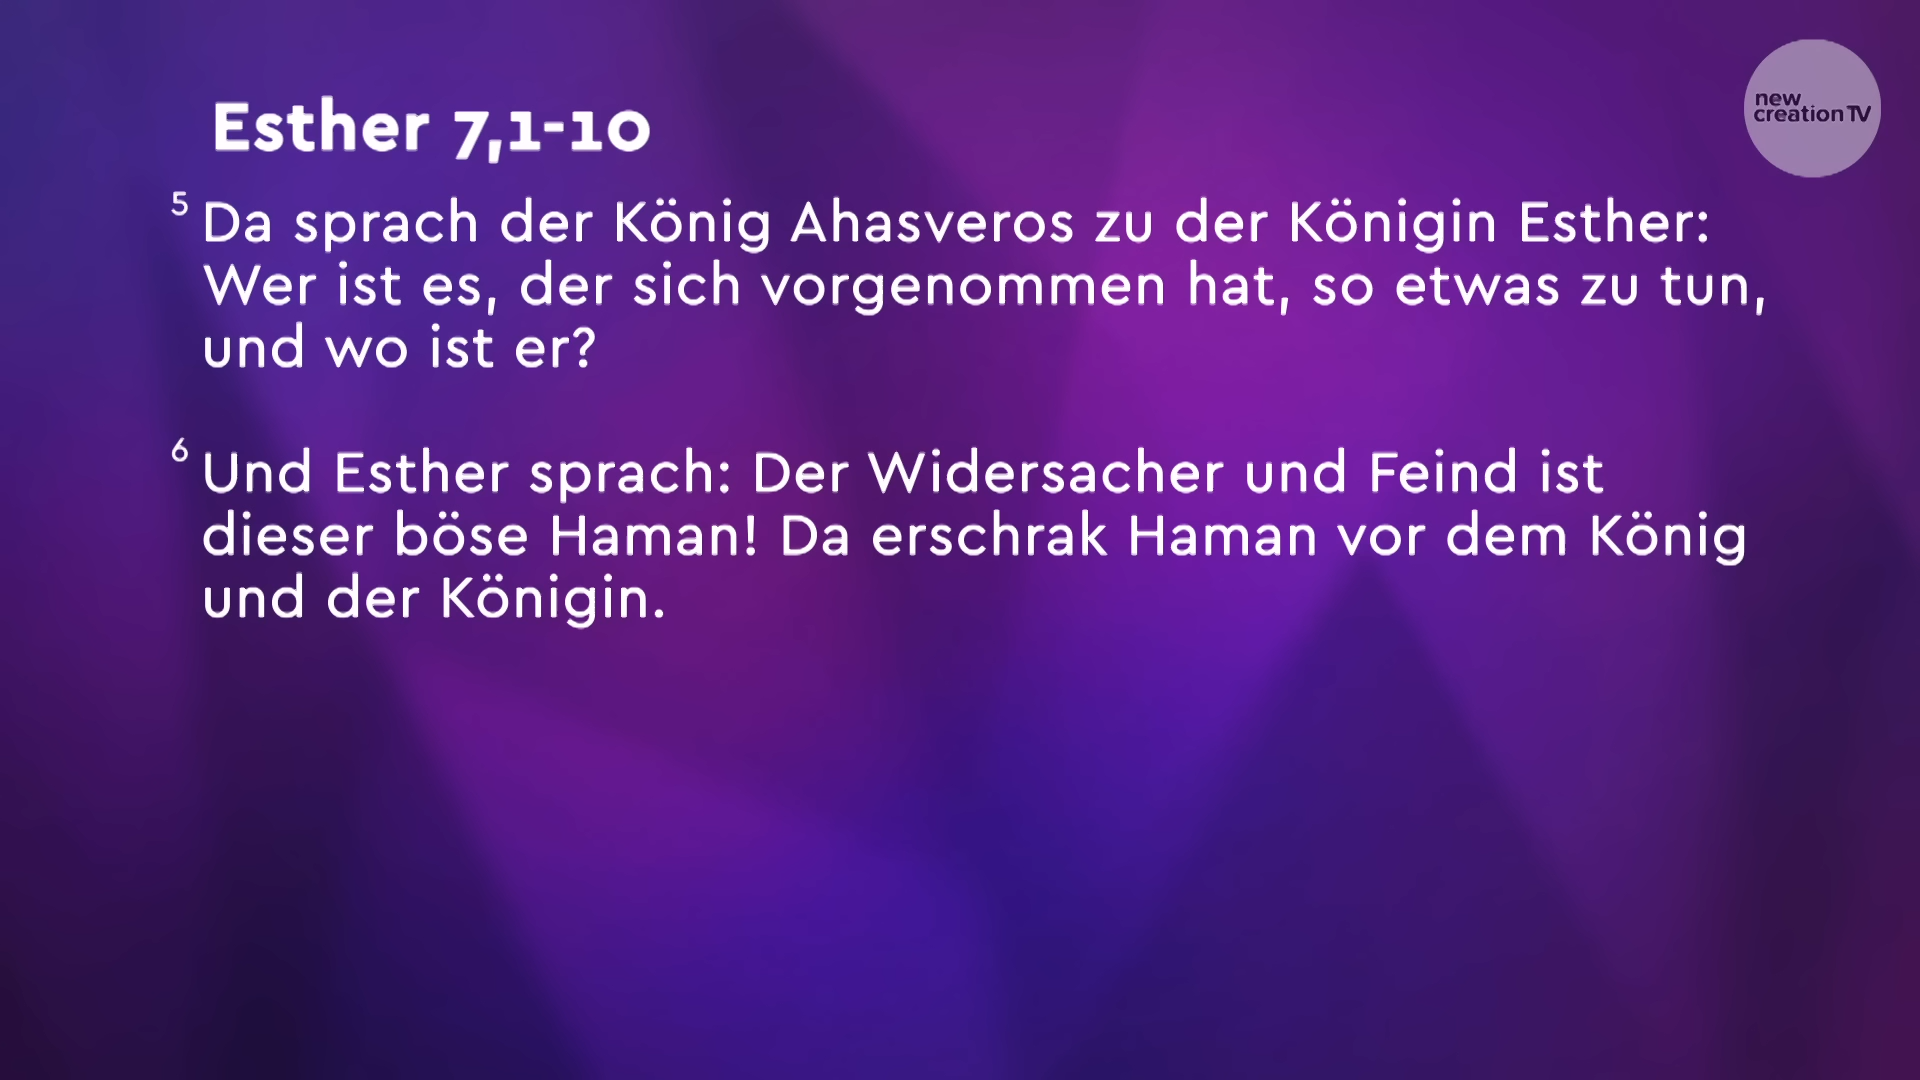 Esther 7,1-10
new
creation TV
5 Da sprach der König Ahasveros zu der Königin Esther:
Wer ist es, der sich vorgenommen hat, so etwas zu tun,
und wo ist er?
6 Und Esther sprach: Der Widersacher und Feind ist
dieser böse Haman! Da erschrak Haman vor dem König
und der Königin.